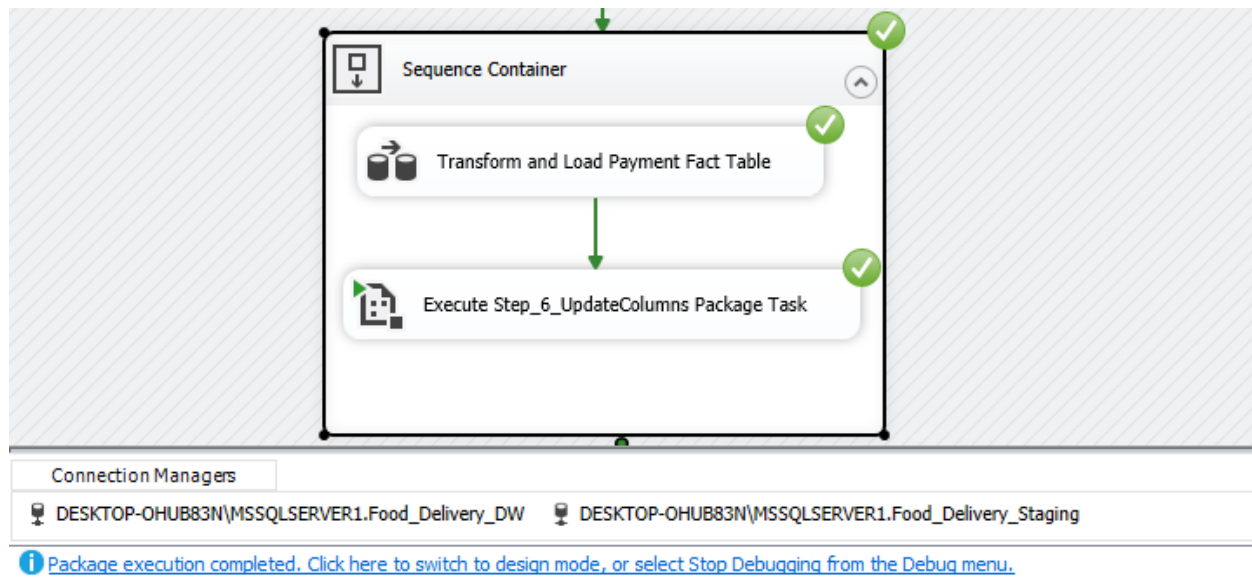 Sequence Container
Transform and Load Payment Fact Table
Execute Step_6_UpdateColumns Package Task
Connection Managers
DESKTOP-OHUB83N\MSSQLSERVER1.Food_Delivery_DW DESKTOP-OHUB83N\MSSQLSERVER1.Food_Delivery_Staging
Package execution completed. Click here to switch to design mode, or select Stop Debugging from the Debug menu.